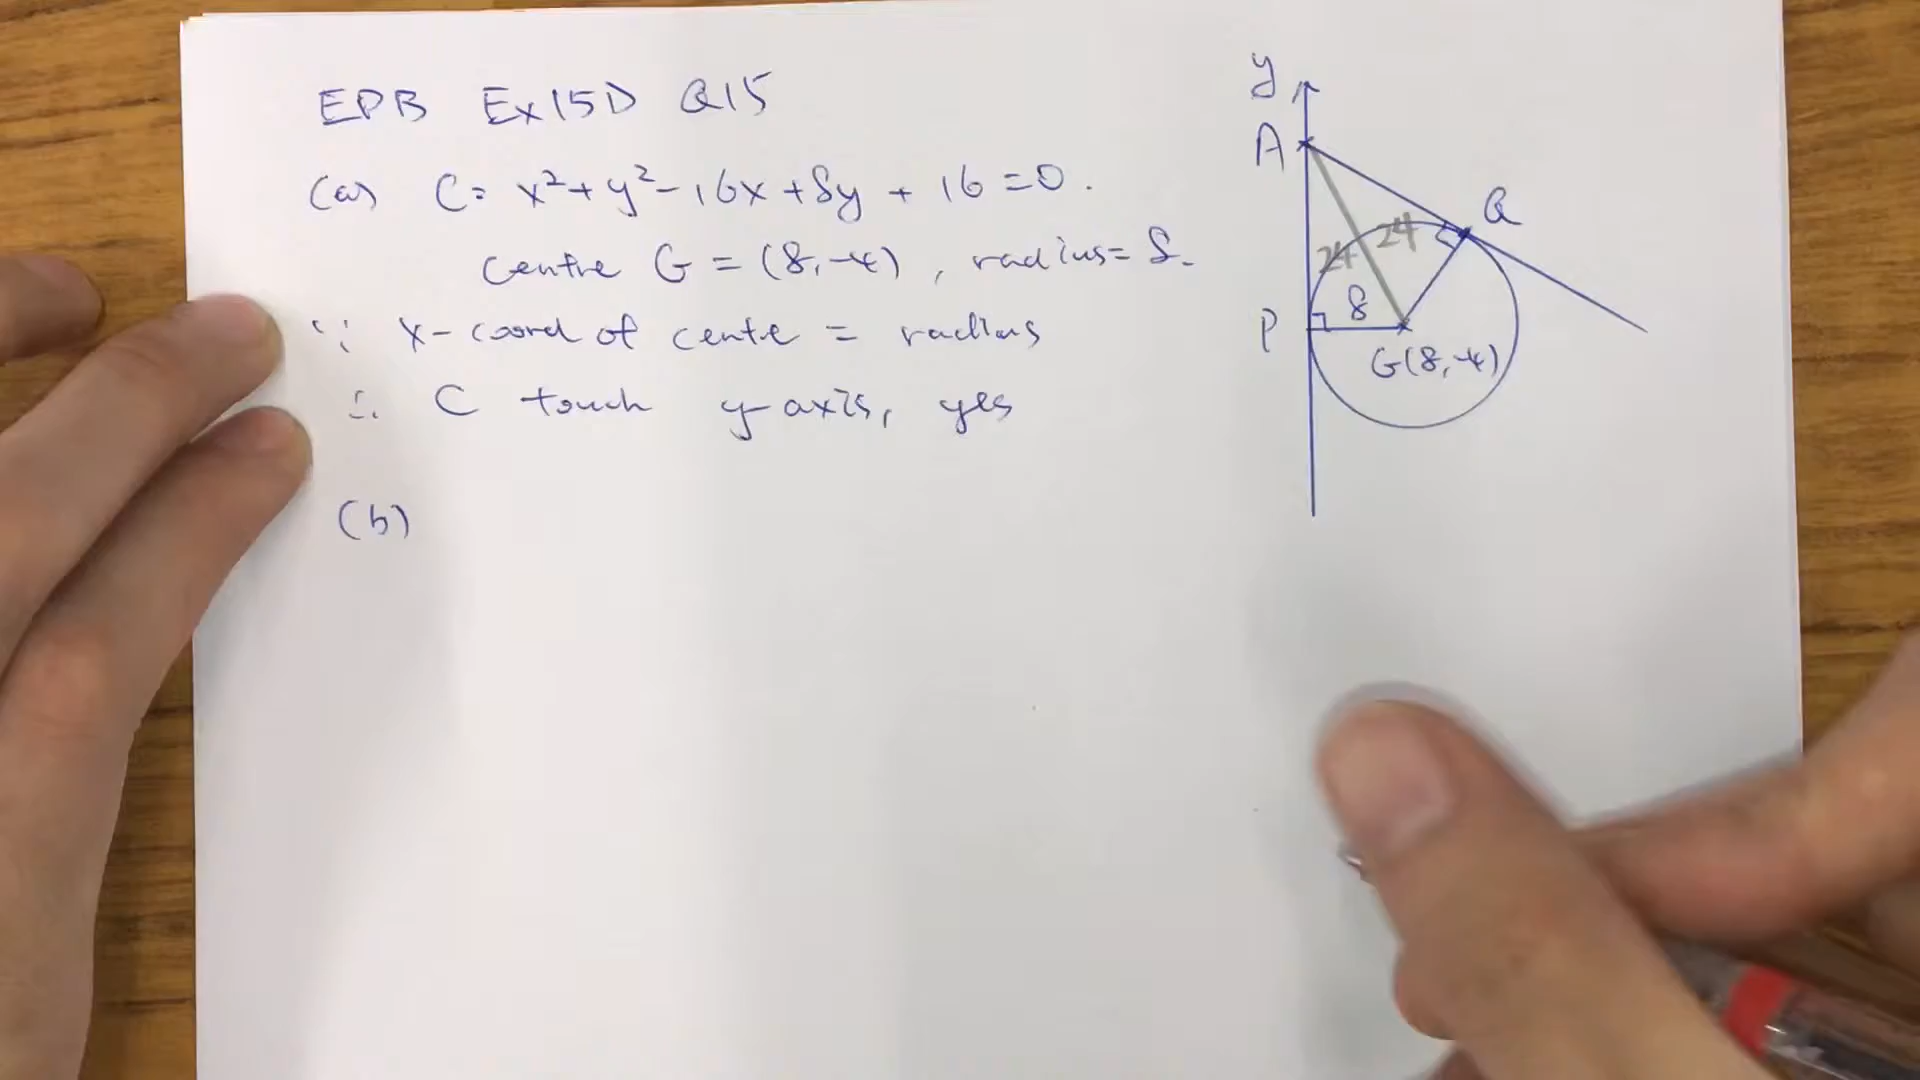 EPB Ex15D Q15
(a) C: x²+y²-16x+8y+16=0.
centre G=(8,-4), radius=8.
∵ x-coord of cente = radius
∴ C touch y-axis, yes
(b)
y
A
Q
24 24
8
P
G(8,-4)